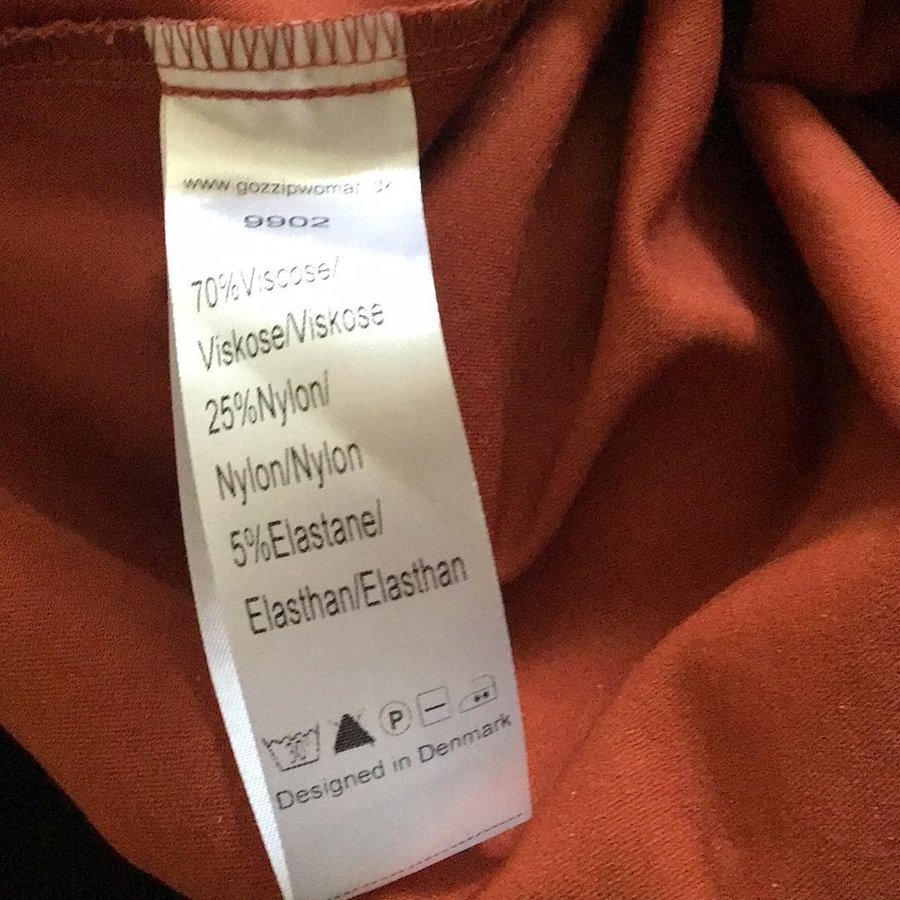 www.gozzipwoman.dk
9902
70%Viscose/
Viskose/Viskose
25%Nylon/
Nylon/Nylon
5%Elastane/
Elasthan/Elasthan
30° P
Designed in Denmark